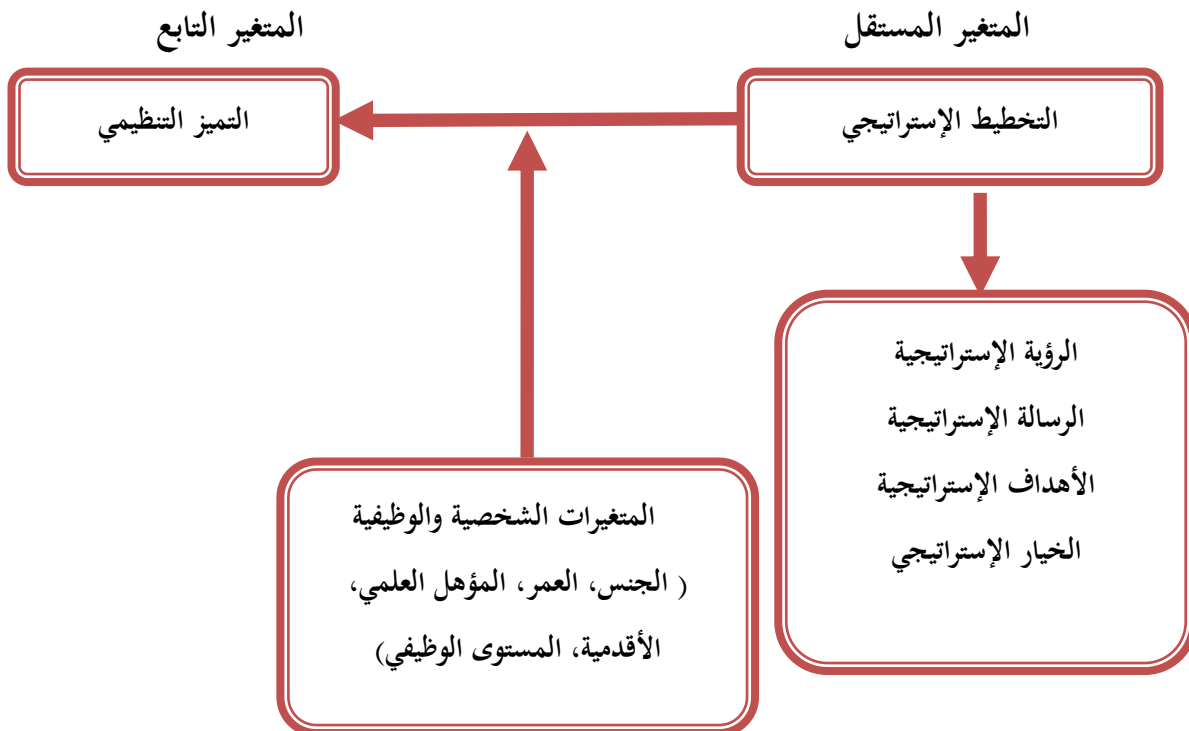 المتغير المستقل
المتغير التابع
التخطيط الإستراتيجي
التميز التنظيمي
الرؤية الإستراتيجية
الرسالة الإستراتيجية
الأهداف الإستراتيجية
الخيار الإستراتيجي
المتغيرات الشخصية والوظيفية
( الجنس، العمر، المؤهل العلمي،
الأقدمية، المستوى الوظيفي)